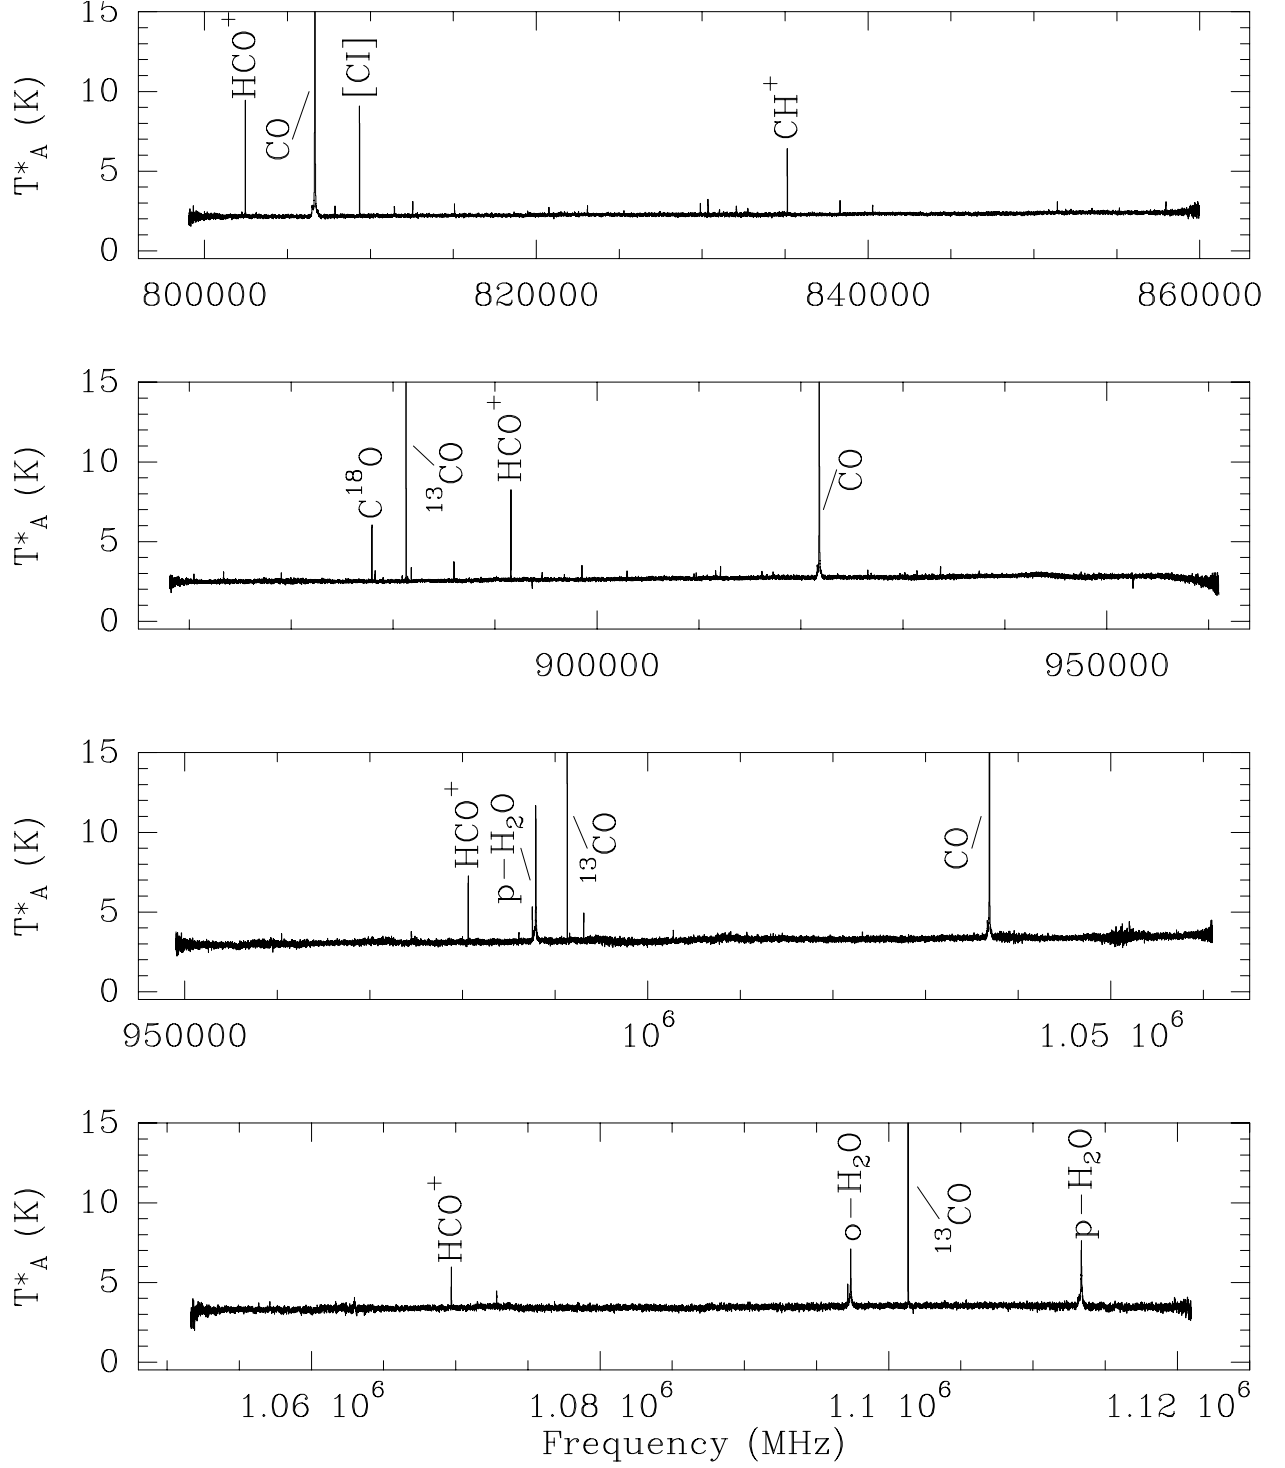 15
10
5
0
T*A (K)
HCO+
CO
[CI]
CH+
800000 820000 840000 860000
15
10
5
0
T*A (K)
C18O
13CO
HCO+
CO
900000 950000
15
10
5
0
T*A (K)
HCO+
p-H2O
13CO
CO
950000 10^6 1.05 10^6
15
10
5
0
T*A (K)
HCO+
o-H2O
13CO
p-H2O
1.06 10^6 1.08 10^6 1.1 10^6 1.12 10^6
Frequency (MHz)